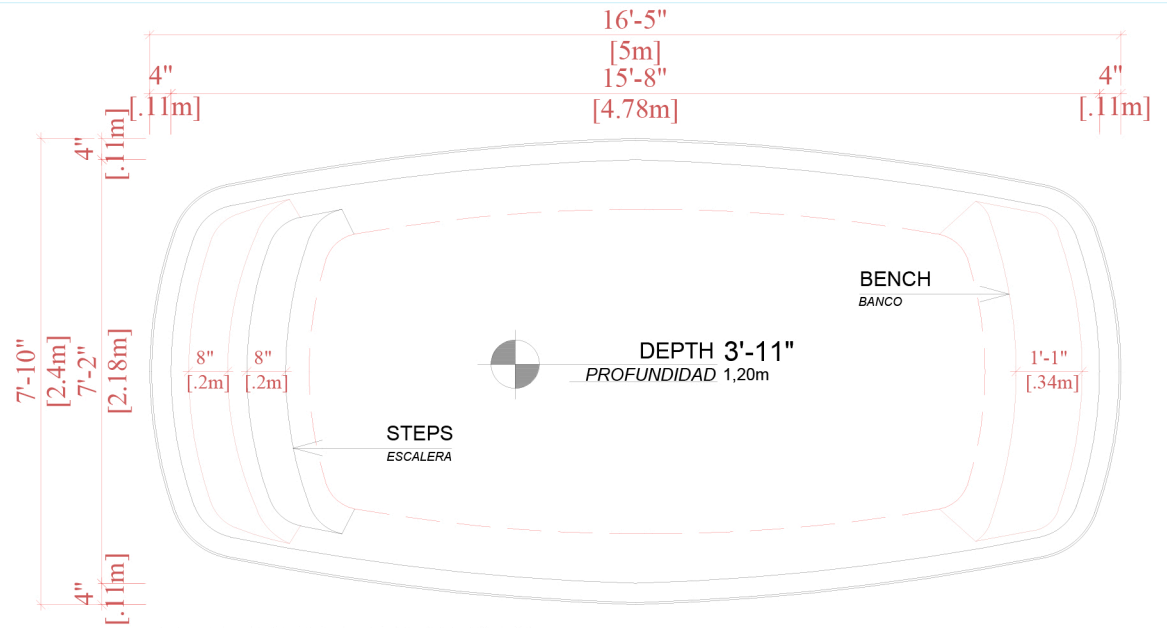 16'-5"
[5m]
4"
15'-8"
4"
[.11m]
[4.78m]
[.11m]
4"
[.11m]
BENCH
BANCO
7'-10"
[2.4m]
7'-2"
[2.18m]
8"
[.2m]
8"
[.2m]
DEPTH 3'-11"
PROFUNDIDAD 1,20m
1'-1"
[.34m]
STEPS
ESCALERA
4"
[.11m]